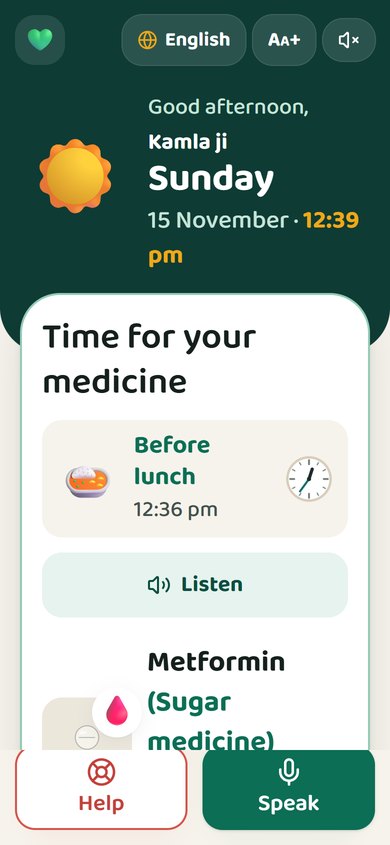 English
AA+
Good afternoon,
Kamla ji
Sunday
15 November · 12:39
pm
Time for your
medicine
Before
lunch
12:36 pm
Listen
Metformin
(Sugar
medicine)
Help
Speak